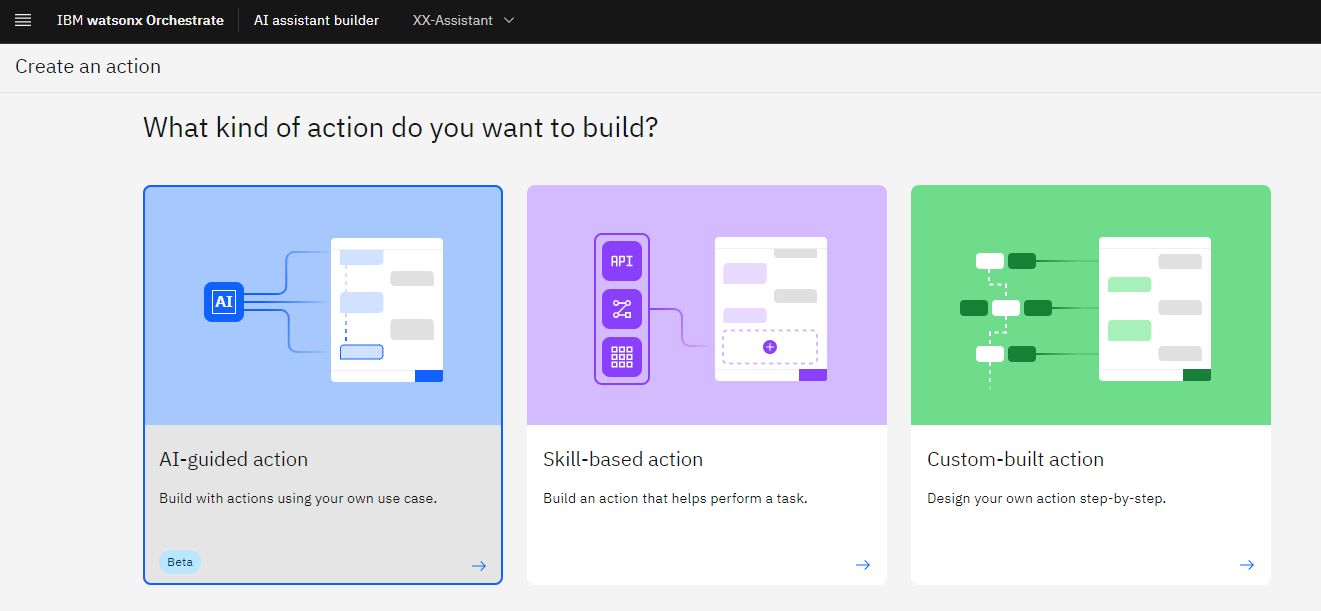 IBM watsonx Orchestrate AI assistant builder XX-Assistant
Create an action
What kind of action do you want to build?
AI
API
AI-guided action
Build with actions using your own use case.
Beta
Skill-based action
Build an action that helps perform a task.
Custom-built action
Design your own action step-by-step.